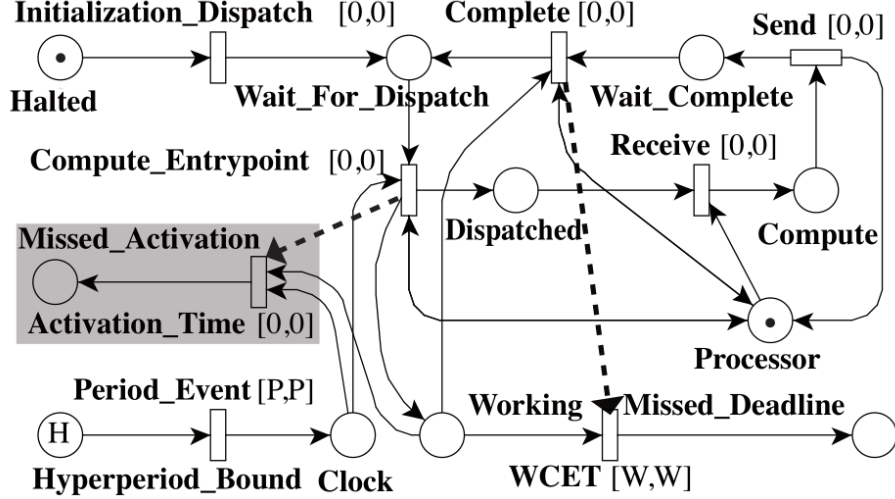 Initialization_Dispatch [0,0] Complete [0,0] Send [0,0]
Halted Wait_For_Dispatch Wait_Complete
Compute_Entrypoint [0,0] Receive [0,0]
Missed_Activation Dispatched Compute
Activation_Time [0,0]
Processor
Period_Event [P,P] Working Missed_Deadline
H
Hyperperiod_Bound Clock WCET [W,W]